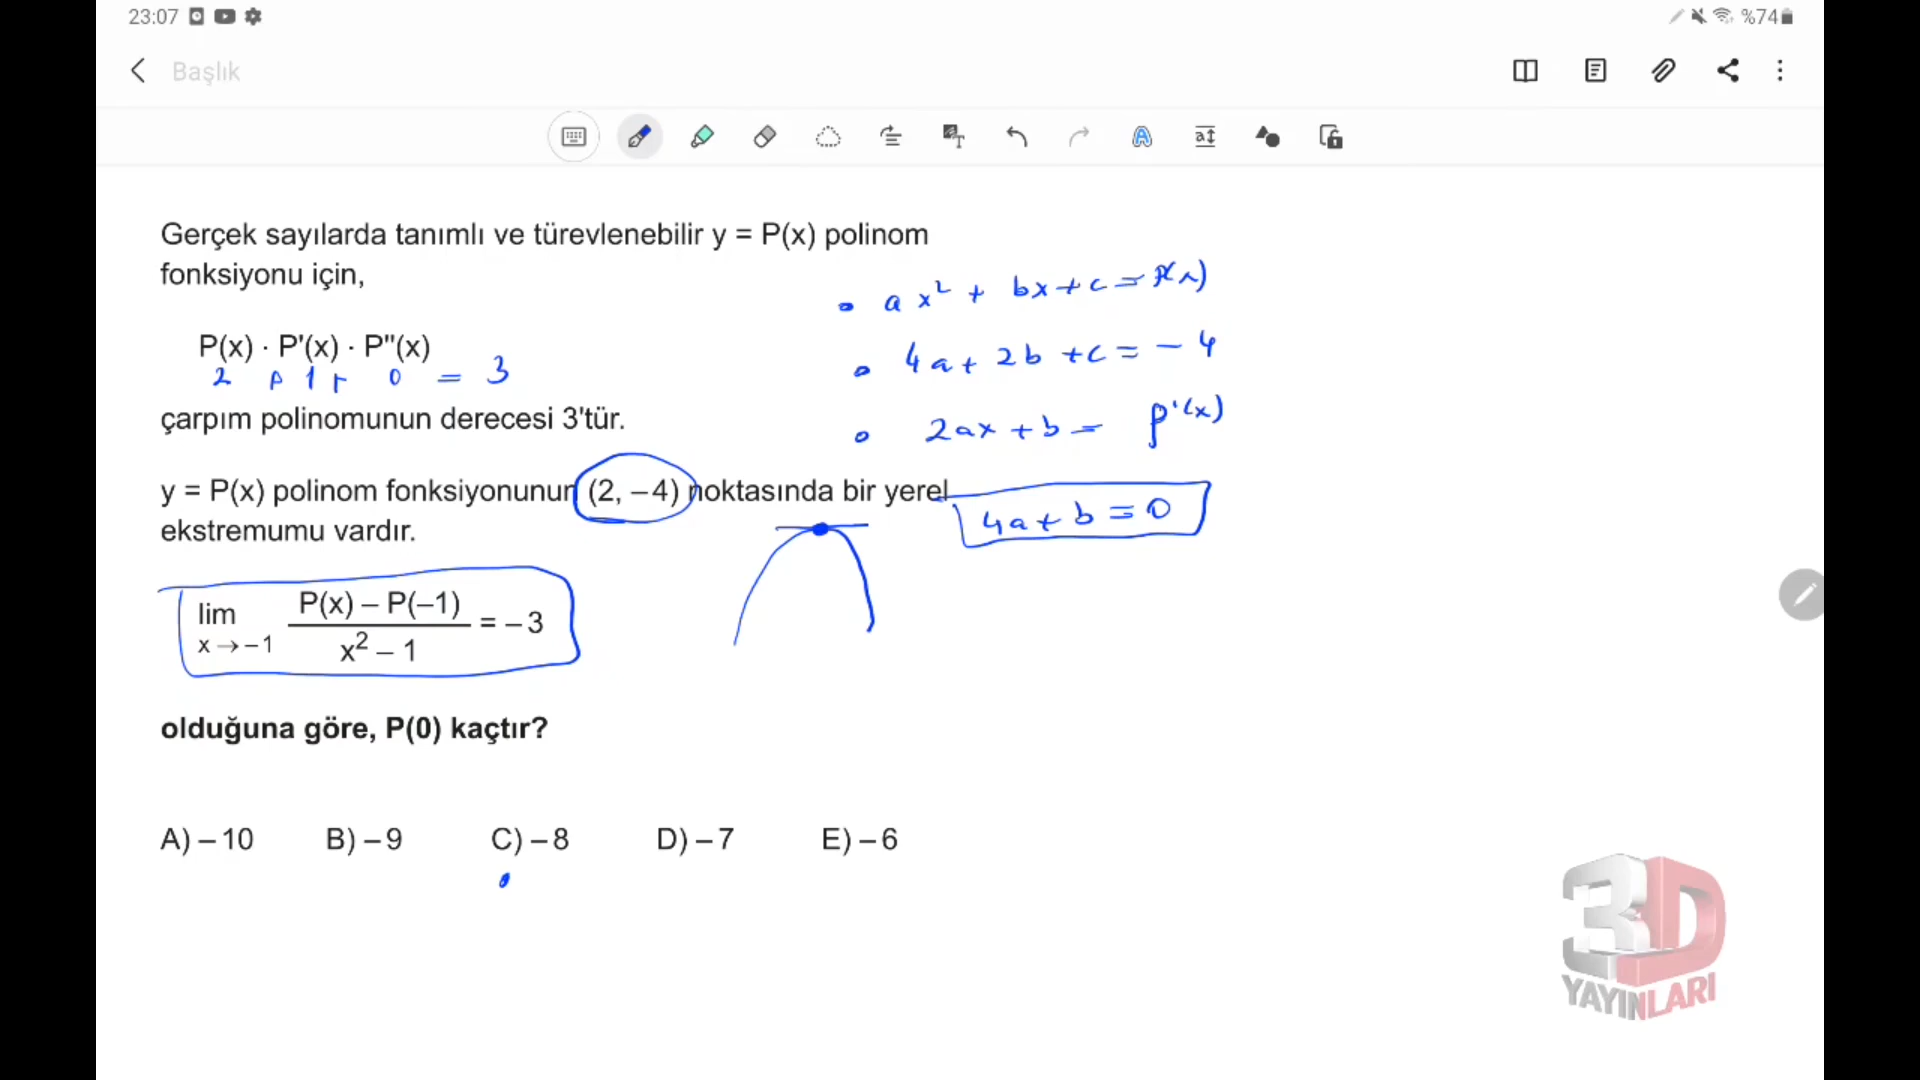 23:07
%74
Başlık
Gerçek sayılarda tanımlı ve türevlenebilir y = P(x) polinom
fonksiyonu için,
P(x) · P'(x) · P''(x)
2 1 0 = 3
çarpım polinomunun derecesi 3'tür.
y = P(x) polinom fonksiyonunun (2, –4) noktasında bir yerel
ekstremumu vardır.
lim x → –1 P(x) – P(–1) / x² – 1 = – 3
olduğuna göre, P(0) kaçtır?
A) – 10 B) – 9 C) – 8 D) – 7 E) – 6
ax² + bx + c = P(x)
4a + 2b + c = – 4
2ax + b = P'(x)
4a + b = 0
3D
YAYINLARI